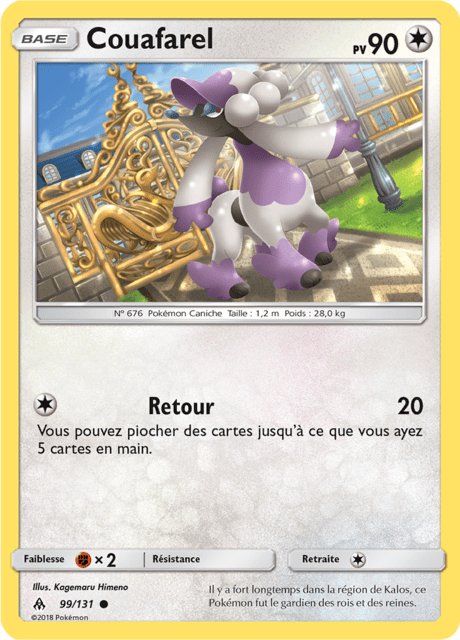 BASE Couafarel PV 90
N° 676 Pokémon Caniche Taille : 1,2 m Poids : 28,0 kg
Retour 20
Vous pouvez piocher des cartes jusqu'à ce que vous ayez
5 cartes en main.
Faiblesse × 2 Résistance Retraite
Illus. Kagemaru Himeno
99/131
©2018 Pokémon
Il y a fort longtemps dans la région de Kalos, ce
Pokémon fut le gardien des rois et des reines.